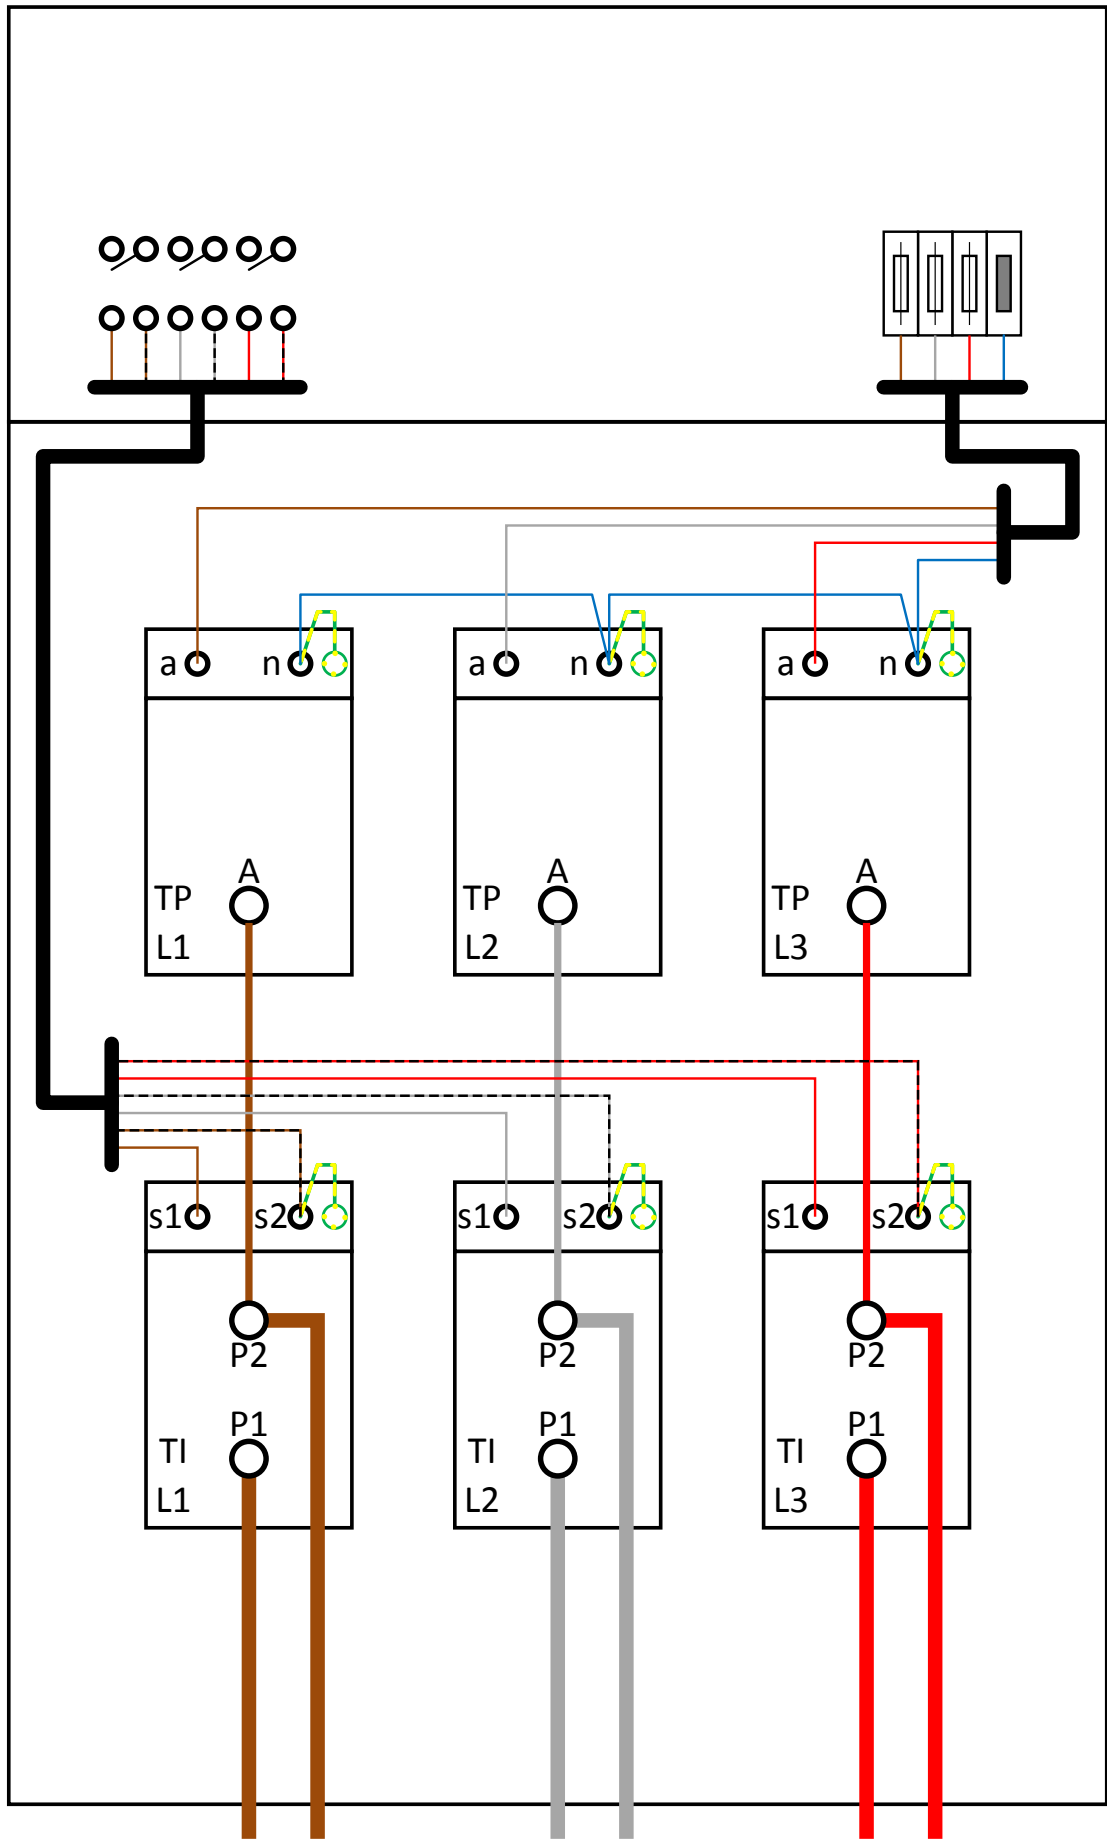 a n a n a n
A A A
TP TP TP
L1 L2 L3
s1 s2 s1 s2 s1 s2
P2 P2 P2
P1 P1 P1
TI TI TI
L1 L2 L3